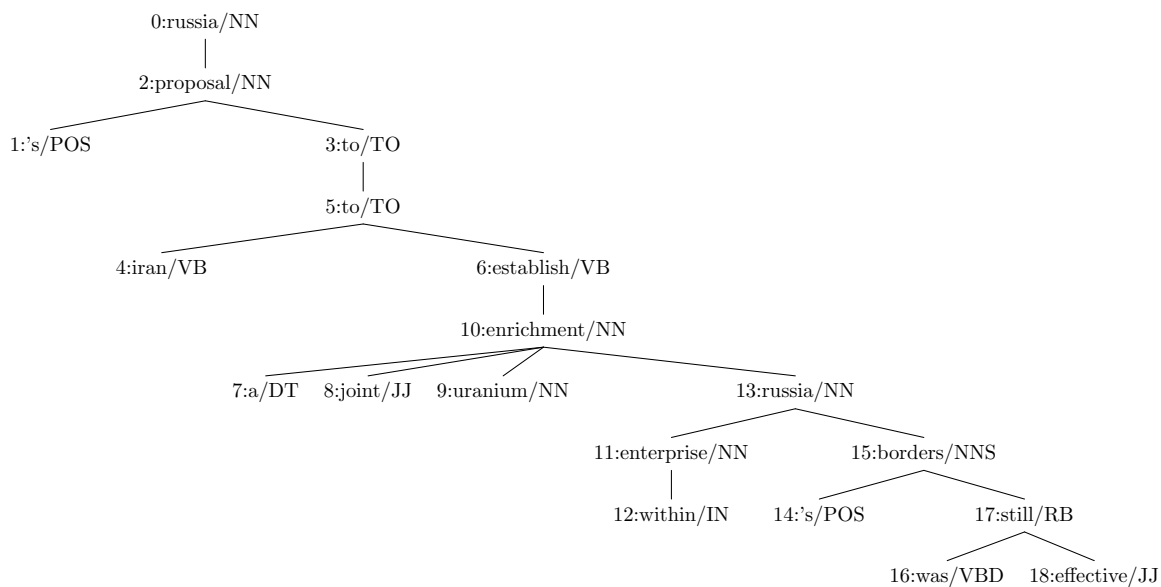 0:russia/NN
2:proposal/NN
1:'s/POS 3:to/TO
5:to/TO
4:iran/VB 6:establish/VB
10:enrichment/NN
7:a/DT 8:joint/JJ 9:uranium/NN 13:russia/NN
11:enterprise/NN 15:borders/NNS
12:within/IN 14:'s/POS 17:still/RB
16:was/VBD 18:effective/JJ